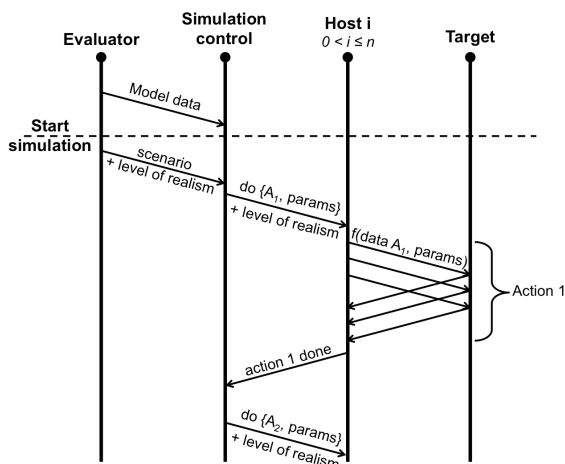 Evaluator
Simulation
control
Host i
0 < i ≤ n
Target
Model data
Start
simulation
scenario
+ level of realism
do {A₁, params}
+ level of realism
f(data A₁, params)
Action 1
action 1 done
do {A₂, params}
+ level of realism